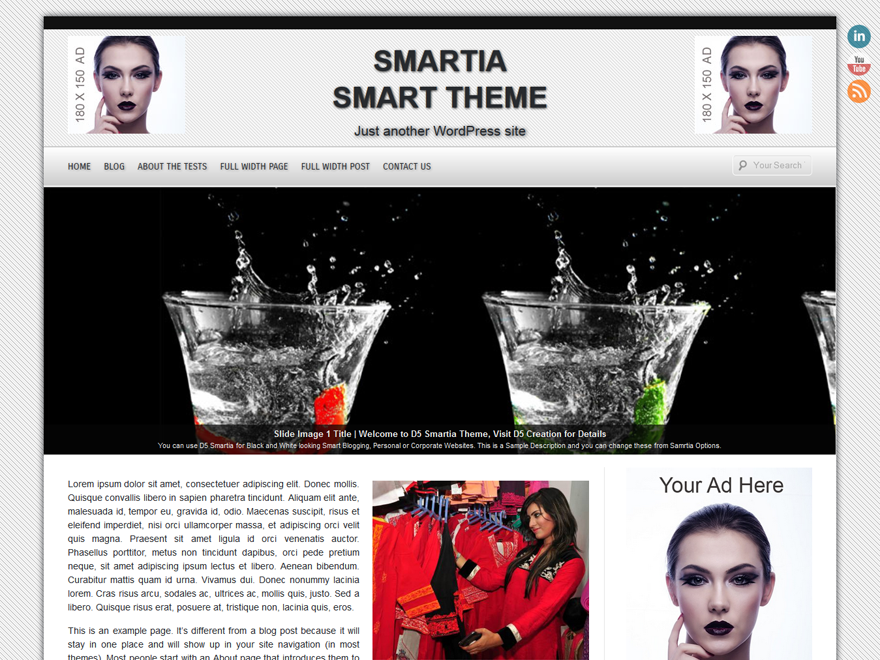 180 X 150 AD
SMARTIA
SMART THEME
Just another WordPress site
180 X 150 AD
in
You
Tube
HOME BLOG ABOUT THE TESTS FULL WIDTH PAGE FULL WIDTH POST CONTACT US
Your Search
Slide Image 1 Title | Welcome to D5 Smartia Theme, Visit D5 Creation for Details
You can use D5 Smartia for Black and White looking Smart Blogging, Personal or Corporate Websites. This is a Sample Description and you can change these from Samrtia Options.
Lorem ipsum dolor sit amet, consectetuer adipiscing elit. Donec mollis.
Quisque convallis libero in sapien pharetra tincidunt. Aliquam elit ante,
malesuada id, tempor eu, gravida id, odio. Maecenas suscipit, risus et
eleifend imperdiet, nisi orci ullamcorper massa, et adipiscing orci velit
quis magna. Praesent sit amet ligula id orci venenatis auctor.
Phasellus porttitor, metus non tincidunt dapibus, orci pede pretium
neque, sit amet adipiscing ipsum lectus et libero. Aenean bibendum.
Curabitur mattis quam id urna. Vivamus dui. Donec nonummy lacinia
lorem. Cras risus arcu, sodales ac, ultrices ac, mollis quis, justo. Sed a
libero. Quisque risus erat, posuere at, tristique non, lacinia quis, eros.
This is an example page. It's different from a blog post because it will
stay in one place and will show up in your site navigation (in most
themes). Most people start with an About page that introduces them to
Your Ad Here